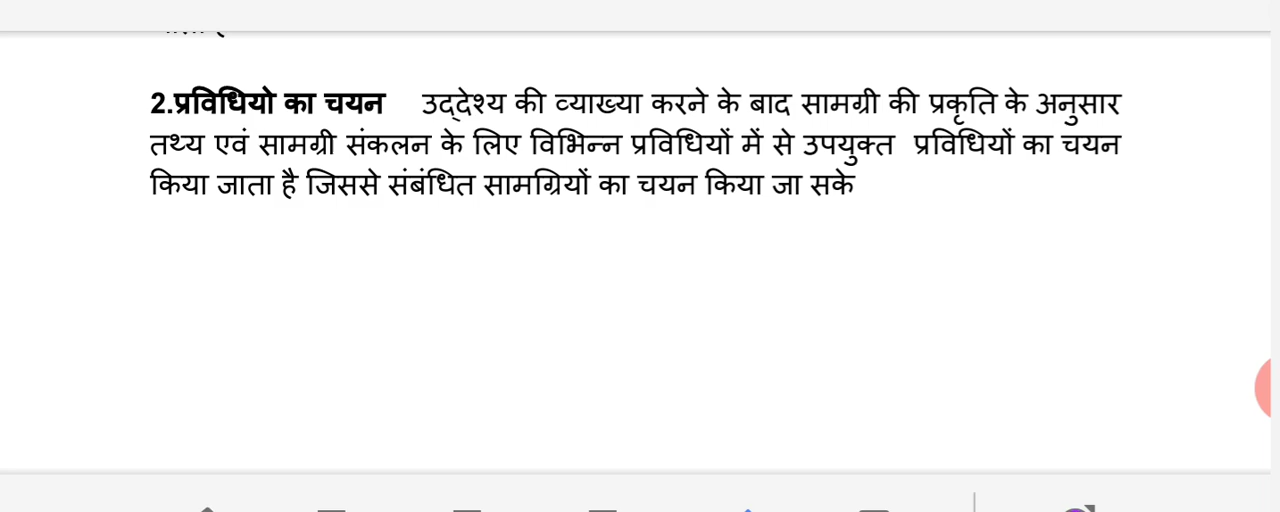 2.प्रविधियो का चयन उद्देश्य की व्याख्या करने के बाद सामग्री की प्रकृति के अनुसार
तथ्य एवं सामग्री संकलन के लिए विभिन्न प्रविधियों में से उपयुक्त प्रविधियों का चयन
किया जाता है जिससे संबंधित सामग्रियों का चयन किया जा सके